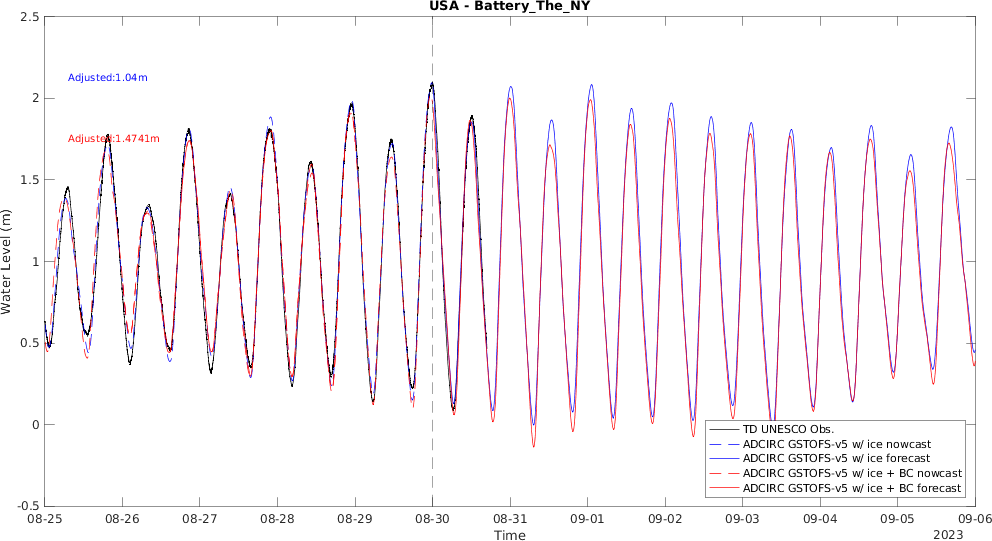 USA - Battery_The_NY
2.5
2
1.5
1
0.5
0
-0.5
Water Level (m)
Adjusted:1.04m
Adjusted:1.4741m
TD UNESCO Obs.
ADCIRC GSTOFS-v5 w/ ice nowcast
ADCIRC GSTOFS-v5 w/ ice forecast
ADCIRC GSTOFS-v5 w/ ice + BC nowcast
ADCIRC GSTOFS-v5 w/ ice + BC forecast
08-25 08-26 08-27 08-28 08-29 08-30 08-31 09-01 09-02 09-03 09-04 09-05 09-06
Time
2023